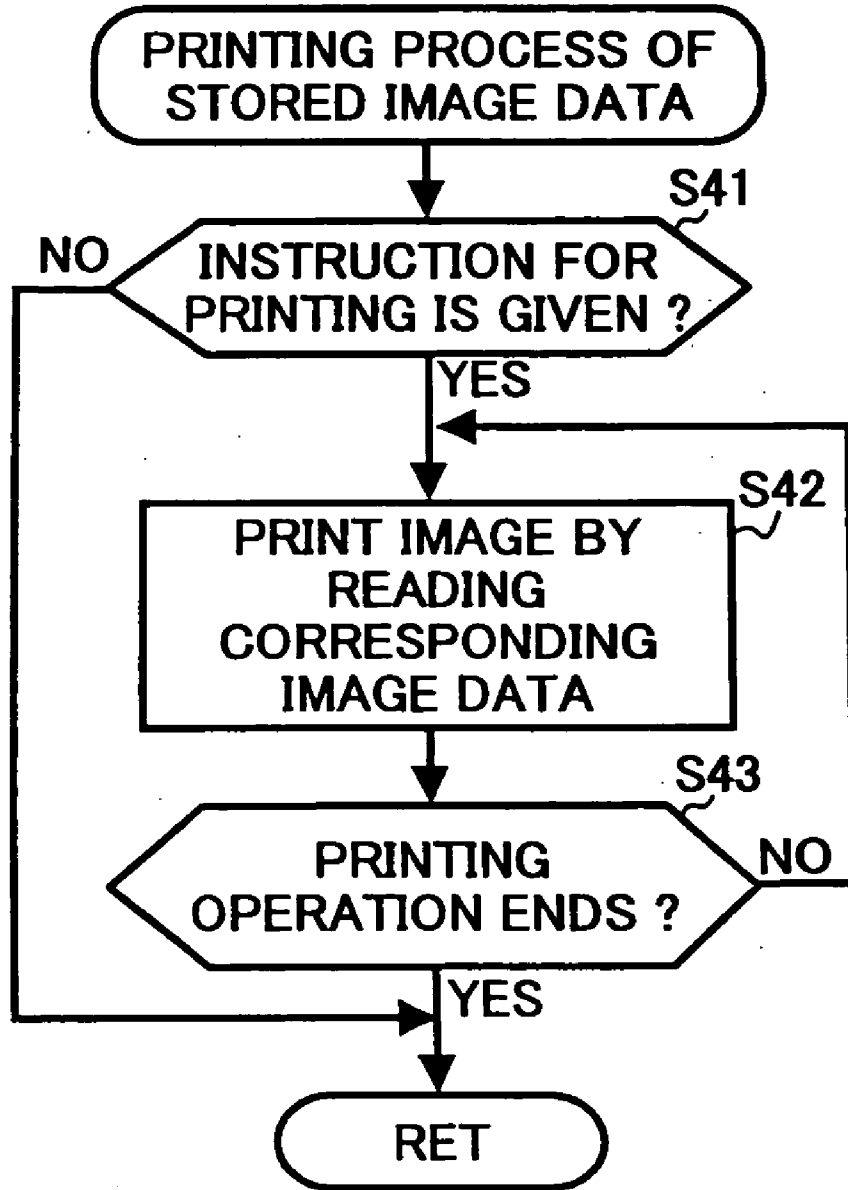 PRINTING PROCESS OF
STORED IMAGE DATA
S41
NO
INSTRUCTION FOR
PRINTING IS GIVEN ?
YES
S42
PRINT IMAGE BY
READING
CORRESPONDING
IMAGE DATA
S43
PRINTING
OPERATION ENDS ?
NO
YES
RET